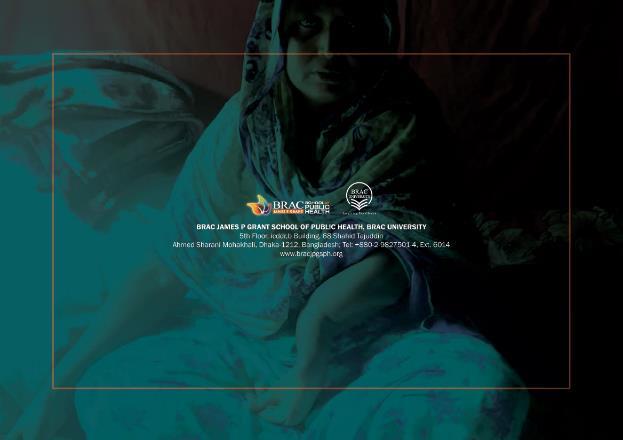 BRAC SCHOOL OF PUBLIC HEALTH
JAMES P GRANT
BRAC
UNIVERSITY
BRAC JAMES P GRANT SCHOOL OF PUBLIC HEALTH, BRAC UNIVERSITY
5th Floor, icddr,b Building, 68 Shahid Tajuddin
Ahmed Sharani Mohakhali, Dhaka-1212, Bangladesh; Tel: +880-2-9827501-4, Ext. 6014
www.bracjpgsph.org